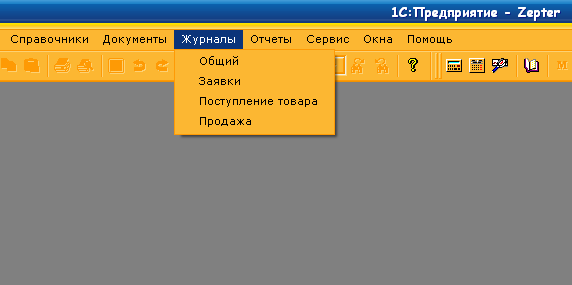 1С:Предприятие - Zepter
Справочники Документы Журналы Отчеты Сервис Окна Помощь
M
Общий
Заявки
Поступление товара
Продажа